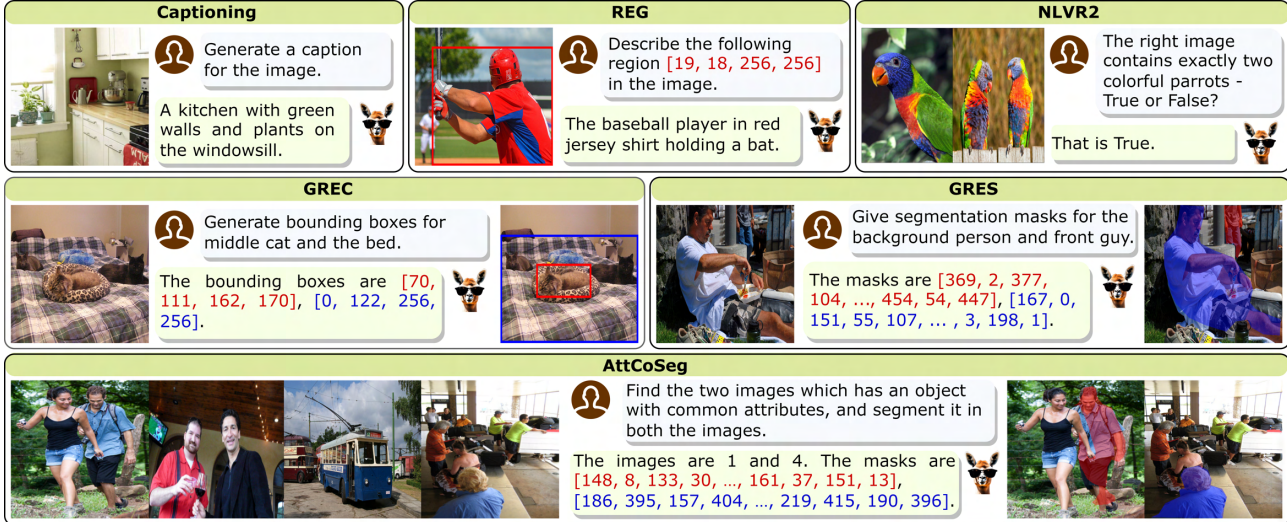 Captioning
Generate a caption
for the image.
A kitchen with green
walls and plants on
the windowsill.
REG
Describe the following
region [19, 18, 256, 256]
in the image.
The baseball player in red
jersey shirt holding a bat.
NLVR2
The right image
contains exactly two
colorful parrots -
True or False?
That is True.
GREC
Generate bounding boxes for
middle cat and the bed.
The bounding boxes are [70,
111, 162, 170], [0, 122, 256,
256].
GRES
Give segmentation masks for the
background person and front guy.
The masks are [369, 2, 377,
104, ..., 454, 54, 447], [167, 0,
151, 55, 107, ... , 3, 198, 1].
AttCoSeg
Find the two images which has an object
with common attributes, and segment it in
both the images.
The images are 1 and 4. The masks are
[148, 8, 133, 30, ..., 161, 37, 151, 13],
[186, 395, 157, 404, ..., 219, 415, 190, 396].